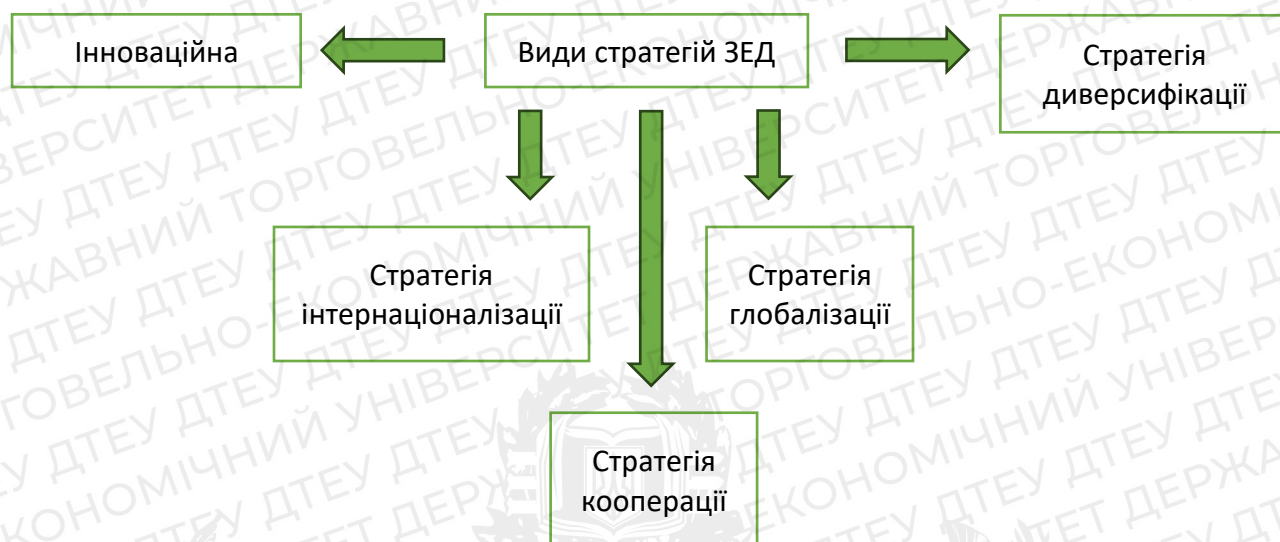 Інноваційна
Види стратегій ЗЕД
Стратегія
диверсифікації
Стратегія
інтернаціоналізації
Стратегія
глобалізації
Стратегія
кооперації